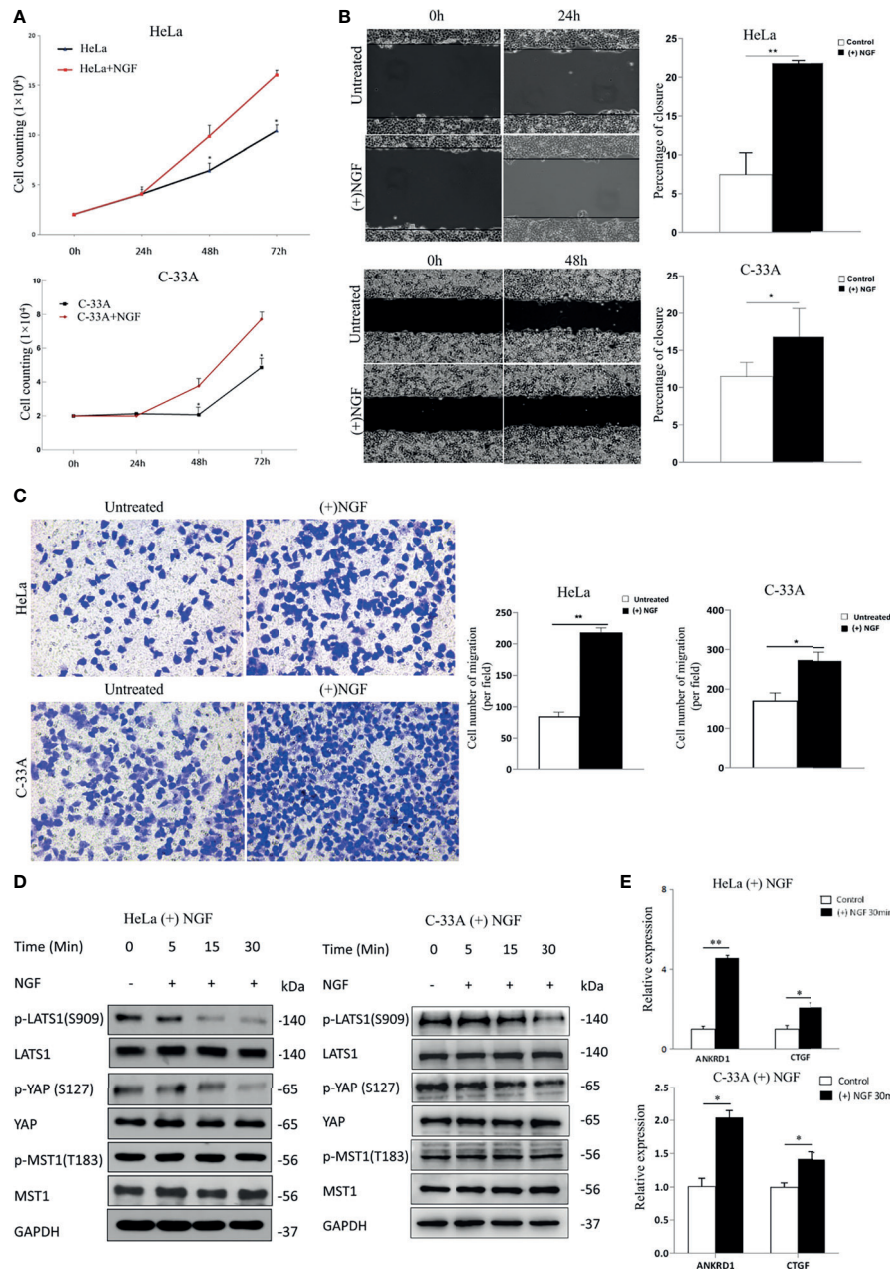 A
HeLa
HeLa
HeLa+NGF
Cell counting (1×10⁴)
20
15
10
5
0
*
*
*
0h 24h 48h 72h
C-33A
C-33A
C-33A+NGF
Cell counting (1×10⁴)
10
8
6
4
2
0
*
*
0h 24h 48h 72h
B
0h 24h
Untreated
(+)NGF
HeLa
Control
(+) NGF
**
Percentage of closure
25
20
15
10
5
0
0h 48h
Untreated
(+)NGF
C-33A
Control
(+) NGF
*
Percentage of closure
25
20
15
10
5
0
C
Untreated (+)NGF
HeLa
Untreated (+)NGF
C-33A
HeLa
Untreated
(+) NGF
**
Cell number of migration
(per field)
250
200
150
100
50
0
C-33A
Untreated
(+) NGF
*
Cell number of migration
(per field)
400
300
200
100
0
D
HeLa (+) NGF
Time (Min) 0 5 15 30
NGF - + + + kDa
p-LATS1(S909) -140
LATS1 -140
p-YAP (S127) -65
YAP -65
p-MST1(T183) -56
MST1 -56
GAPDH -37
C-33A (+) NGF
Time (Min) 0 5 15 30
NGF - + + + kDa
p-LATS1(S909) -140
LATS1 -140
p-YAP (S127) -65
YAP -65
p-MST1(T183) -56
MST1 -56
GAPDH -37
E
HeLa (+) NGF
Control
(+) NGF 30min
Relative expression
8
4
0
**
*
ANKRD1 CTGF
C-33A (+) NGF
Control
(+) NGF 30m
Relative expression
2.5
2.0
1.5
1.0
0.5
0.0
*
*
ANKRD1 CTGF